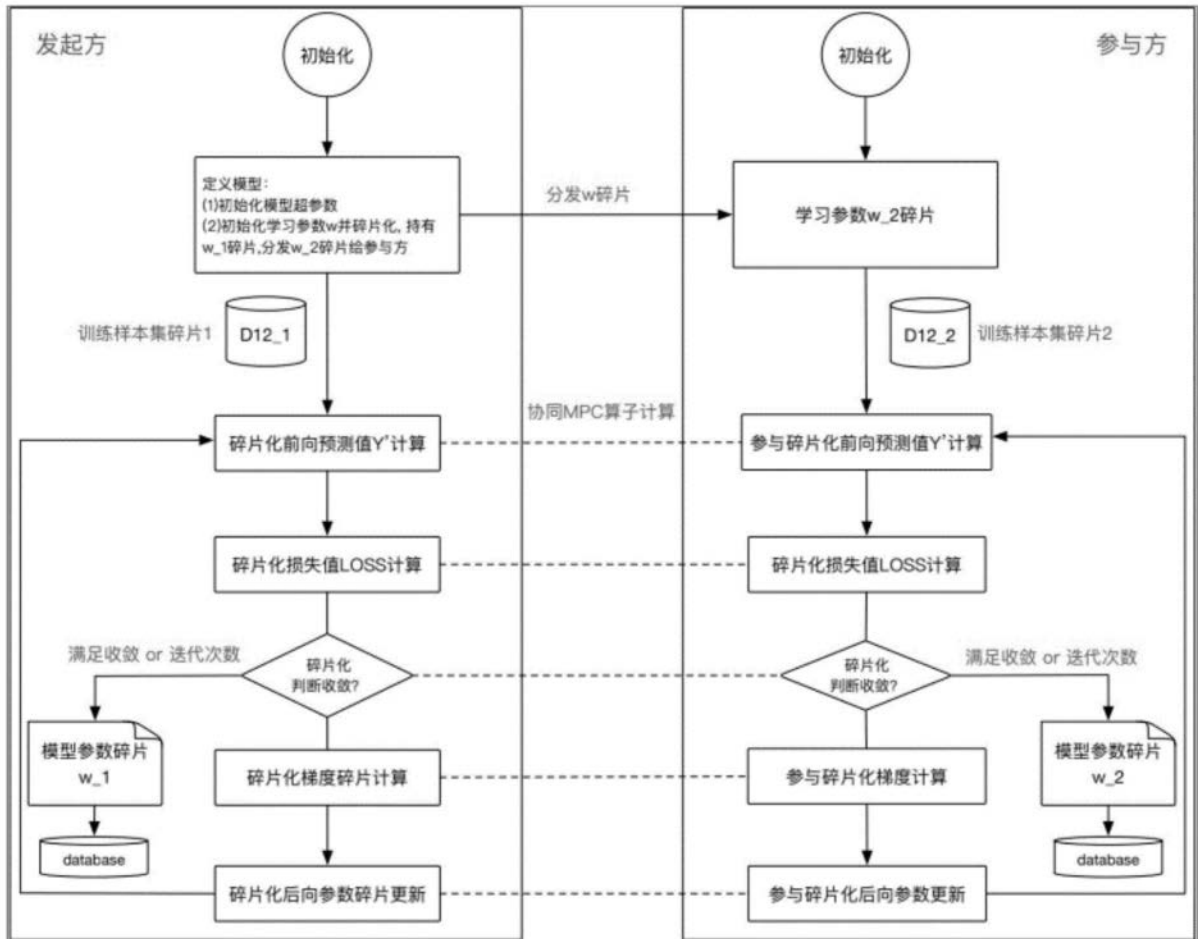 发起方
初始化
初始化
参与方
定义模型：
(1)初始化模型超参数
(2)初始化学习参数w并碎片化, 持有
w_1碎片,分发w_2碎片给参与方
分发w碎片
学习参数w_2碎片
训练样本集碎片1
D12_1
D12_2
训练样本集碎片2
协同MPC算子计算
碎片化前向预测值Y'计算
参与碎片化前向预测值Y'计算
碎片化损失值LOSS计算
碎片化损失值LOSS计算
满足收敛 or 迭代次数
碎片化
判断收敛?
碎片化
判断收敛?
满足收敛 or 迭代次数
模型参数碎片
w_1
碎片化梯度碎片计算
参与碎片化梯度计算
模型参数碎片
w_2
database
database
碎片化后向参数碎片更新
参与碎片化后向参数更新